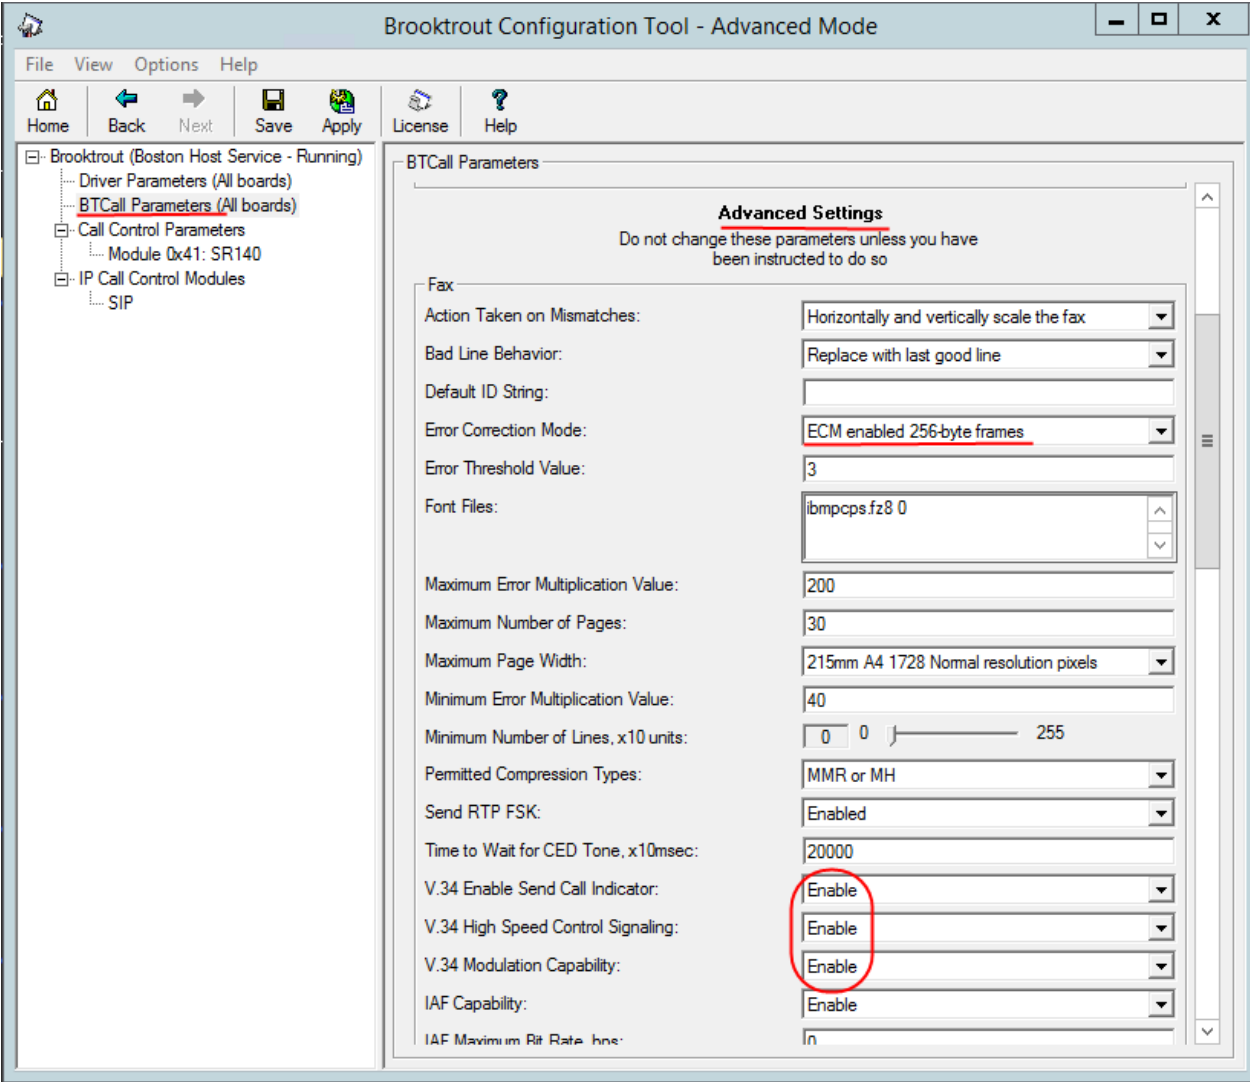 Brooktrout Configuration Tool - Advanced Mode
File View Options Help
Home Back Next Save Apply License Help
Brooktrout (Boston Host Service - Running)
Driver Parameters (All boards)
BTCall Parameters (All boards)
Call Control Parameters
Module 0x41: SR140
IP Call Control Modules
SIP
BTCall Parameters
Advanced Settings
Do not change these parameters unless you have
been instructed to do so
Fax
Action Taken on Mismatches: Horizontally and vertically scale the fax
Bad Line Behavior: Replace with last good line
Default ID String:
Error Correction Mode: ECM enabled 256-byte frames
Error Threshold Value: 3
Font Files: ibmpcps.fz8 0
Maximum Error Multiplication Value: 200
Maximum Number of Pages: 30
Maximum Page Width: 215mm A4 1728 Normal resolution pixels
Minimum Error Multiplication Value: 40
Minimum Number of Lines, x10 units: 0 0 255
Permitted Compression Types: MMR or MH
Send RTP FSK: Enabled
Time to Wait for CED Tone, x10msec: 20000
V.34 Enable Send Call Indicator: Enable
V.34 High Speed Control Signaling: Enable
V.34 Modulation Capability: Enable
IAF Capability: Enable
IAF Maximum Bit Rate, bps: 0